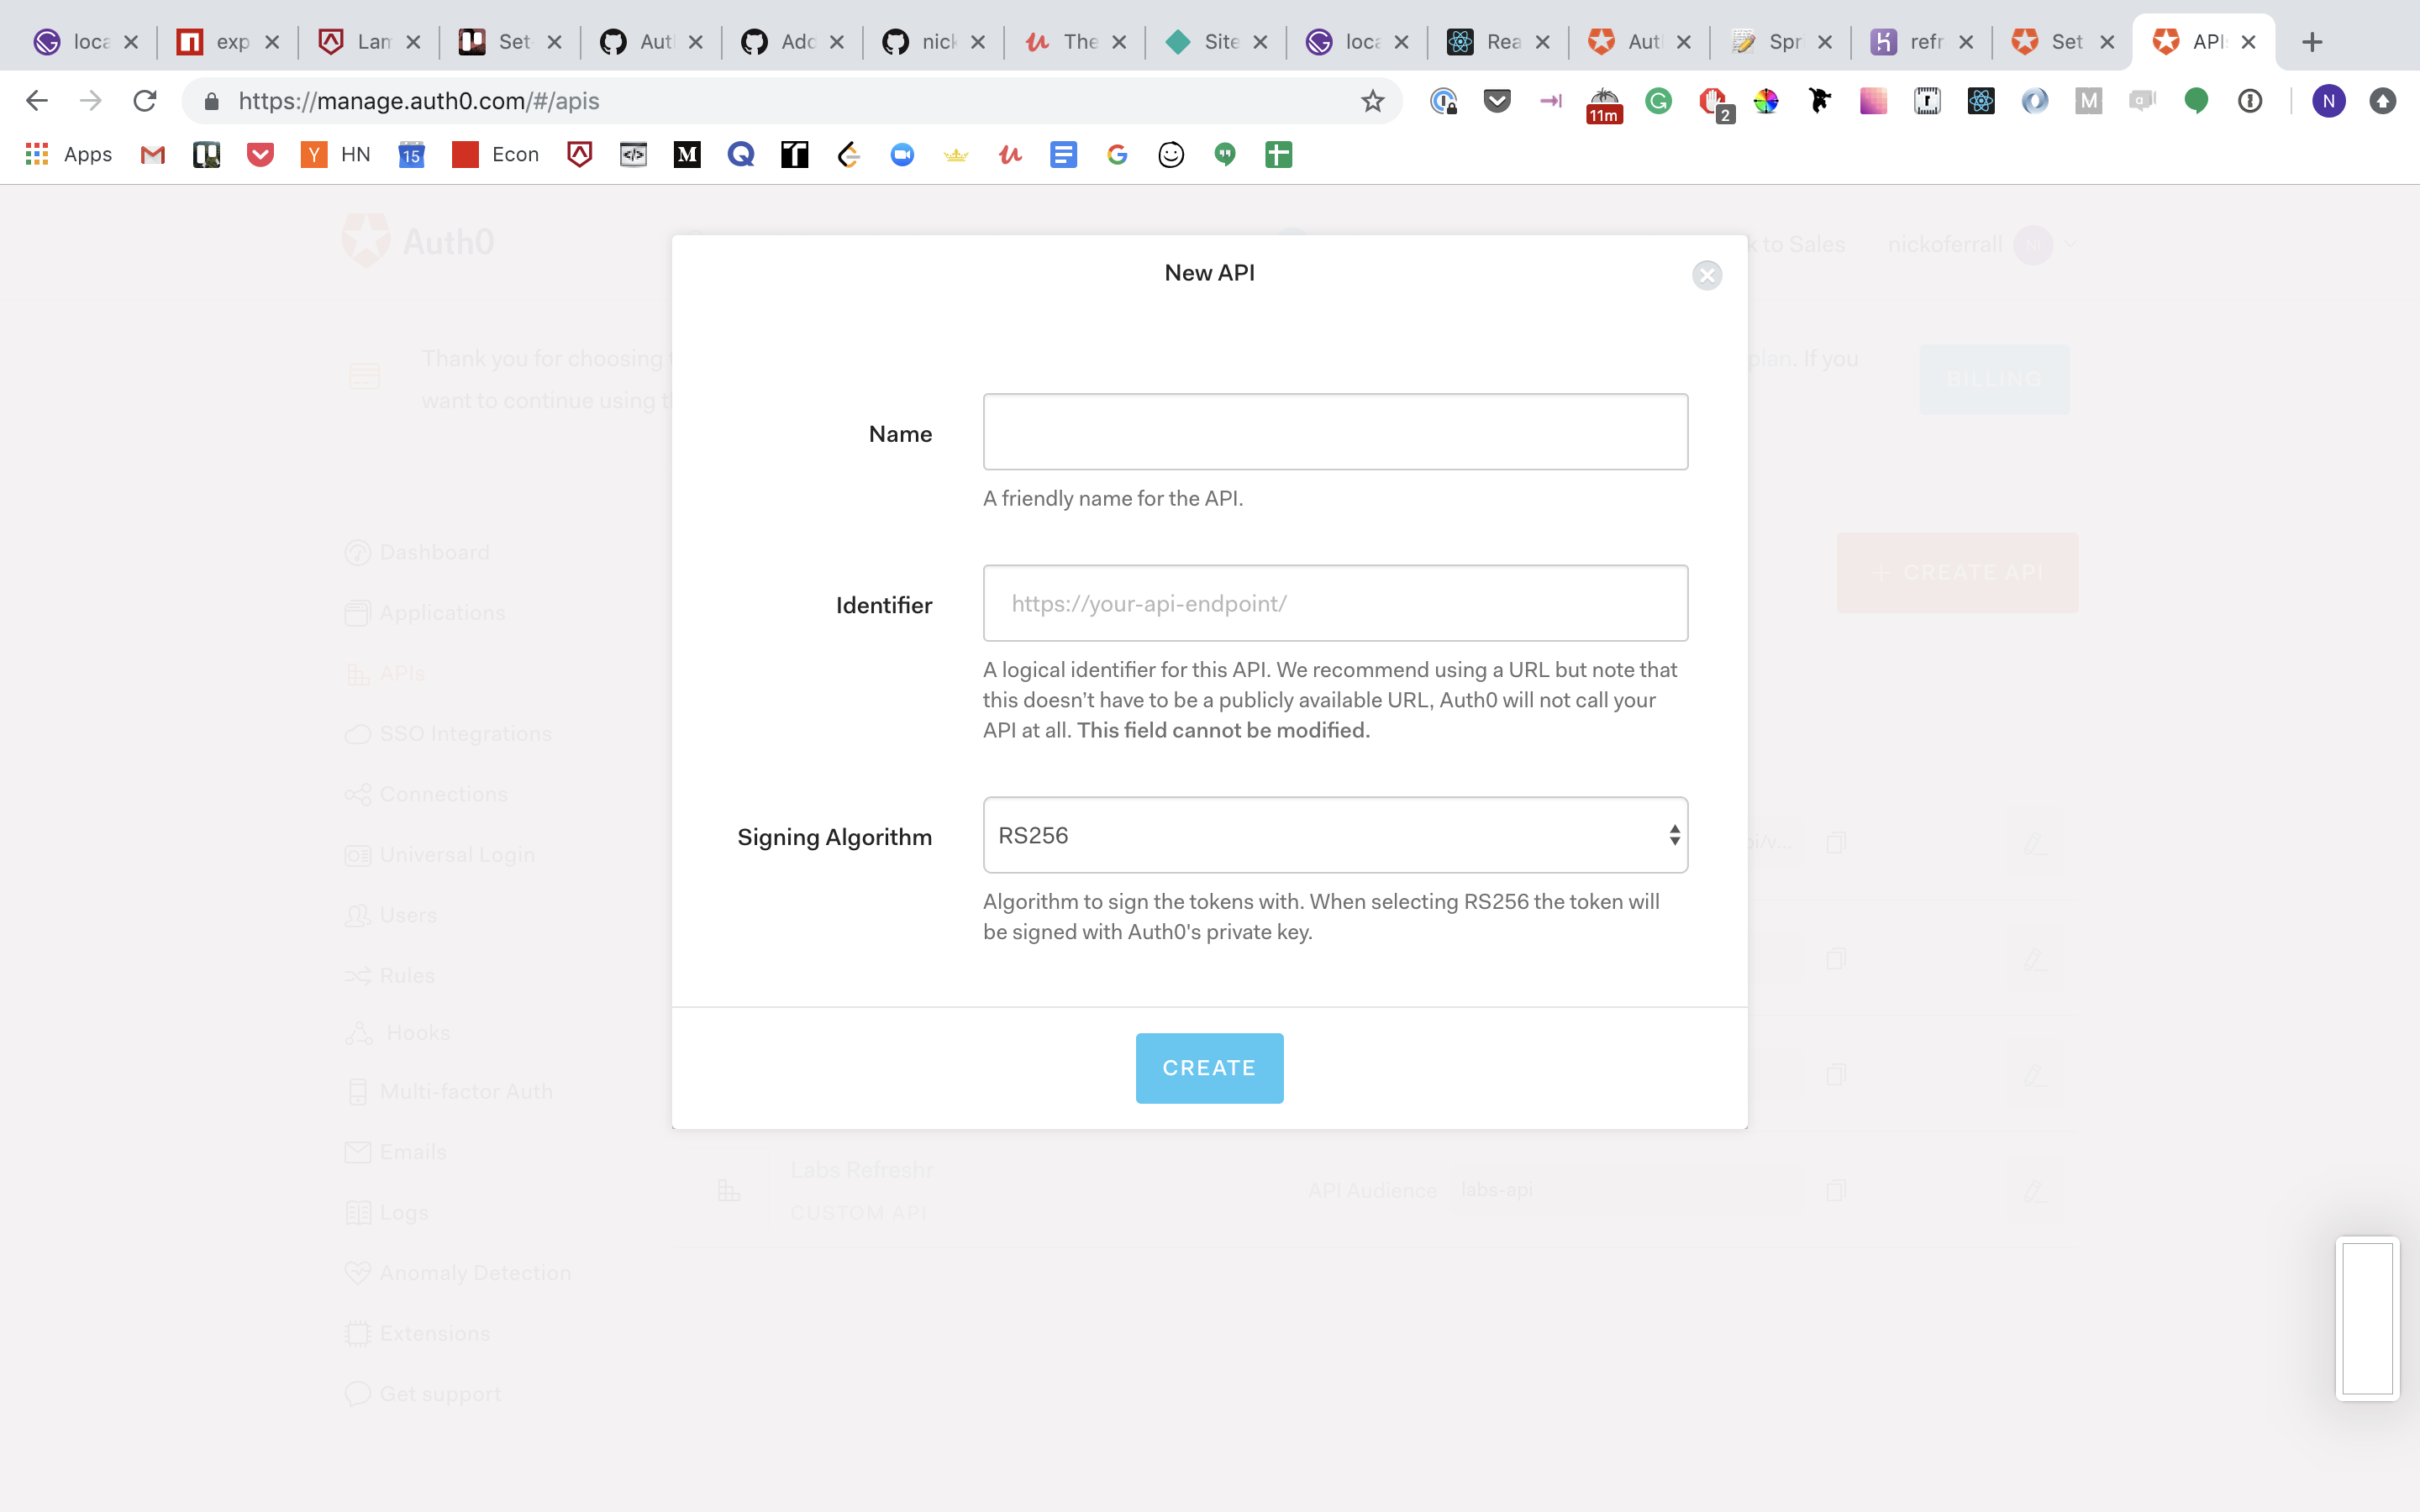 loca
exp
Lam
Set
Aut
Add
nick
The
Site
loca
Rea
Aut
Spr
refr
Set
APIs
https://manage.auth0.com/#/apis
11m
2
N
Apps
HN
15
Econ
Auth0
k to Sales
nickoferrall
New API
Thank you for choosing
plan. If you
want to continue using t
BILLING
Name
A friendly name for the API.
Dashboard
+ CREATE API
Identifier
https://your-api-endpoint/
Applications
A logical identifier for this API. We recommend using a URL but note that
this doesn't have to be a publicly available URL, Auth0 will not call your
API at all. This field cannot be modified.
APIs
SSO Integrations
Connections
Signing Algorithm
RS256
pi/v...
Universal Login
Algorithm to sign the tokens with. When selecting RS256 the token will
be signed with Auth0's private key.
Users
Rules
Hooks
CREATE
Multi-factor Auth
Emails
Labs Refreshr
CUSTOM API
API Audience
labs-api
Logs
Anomaly Detection
Extensions
Get support